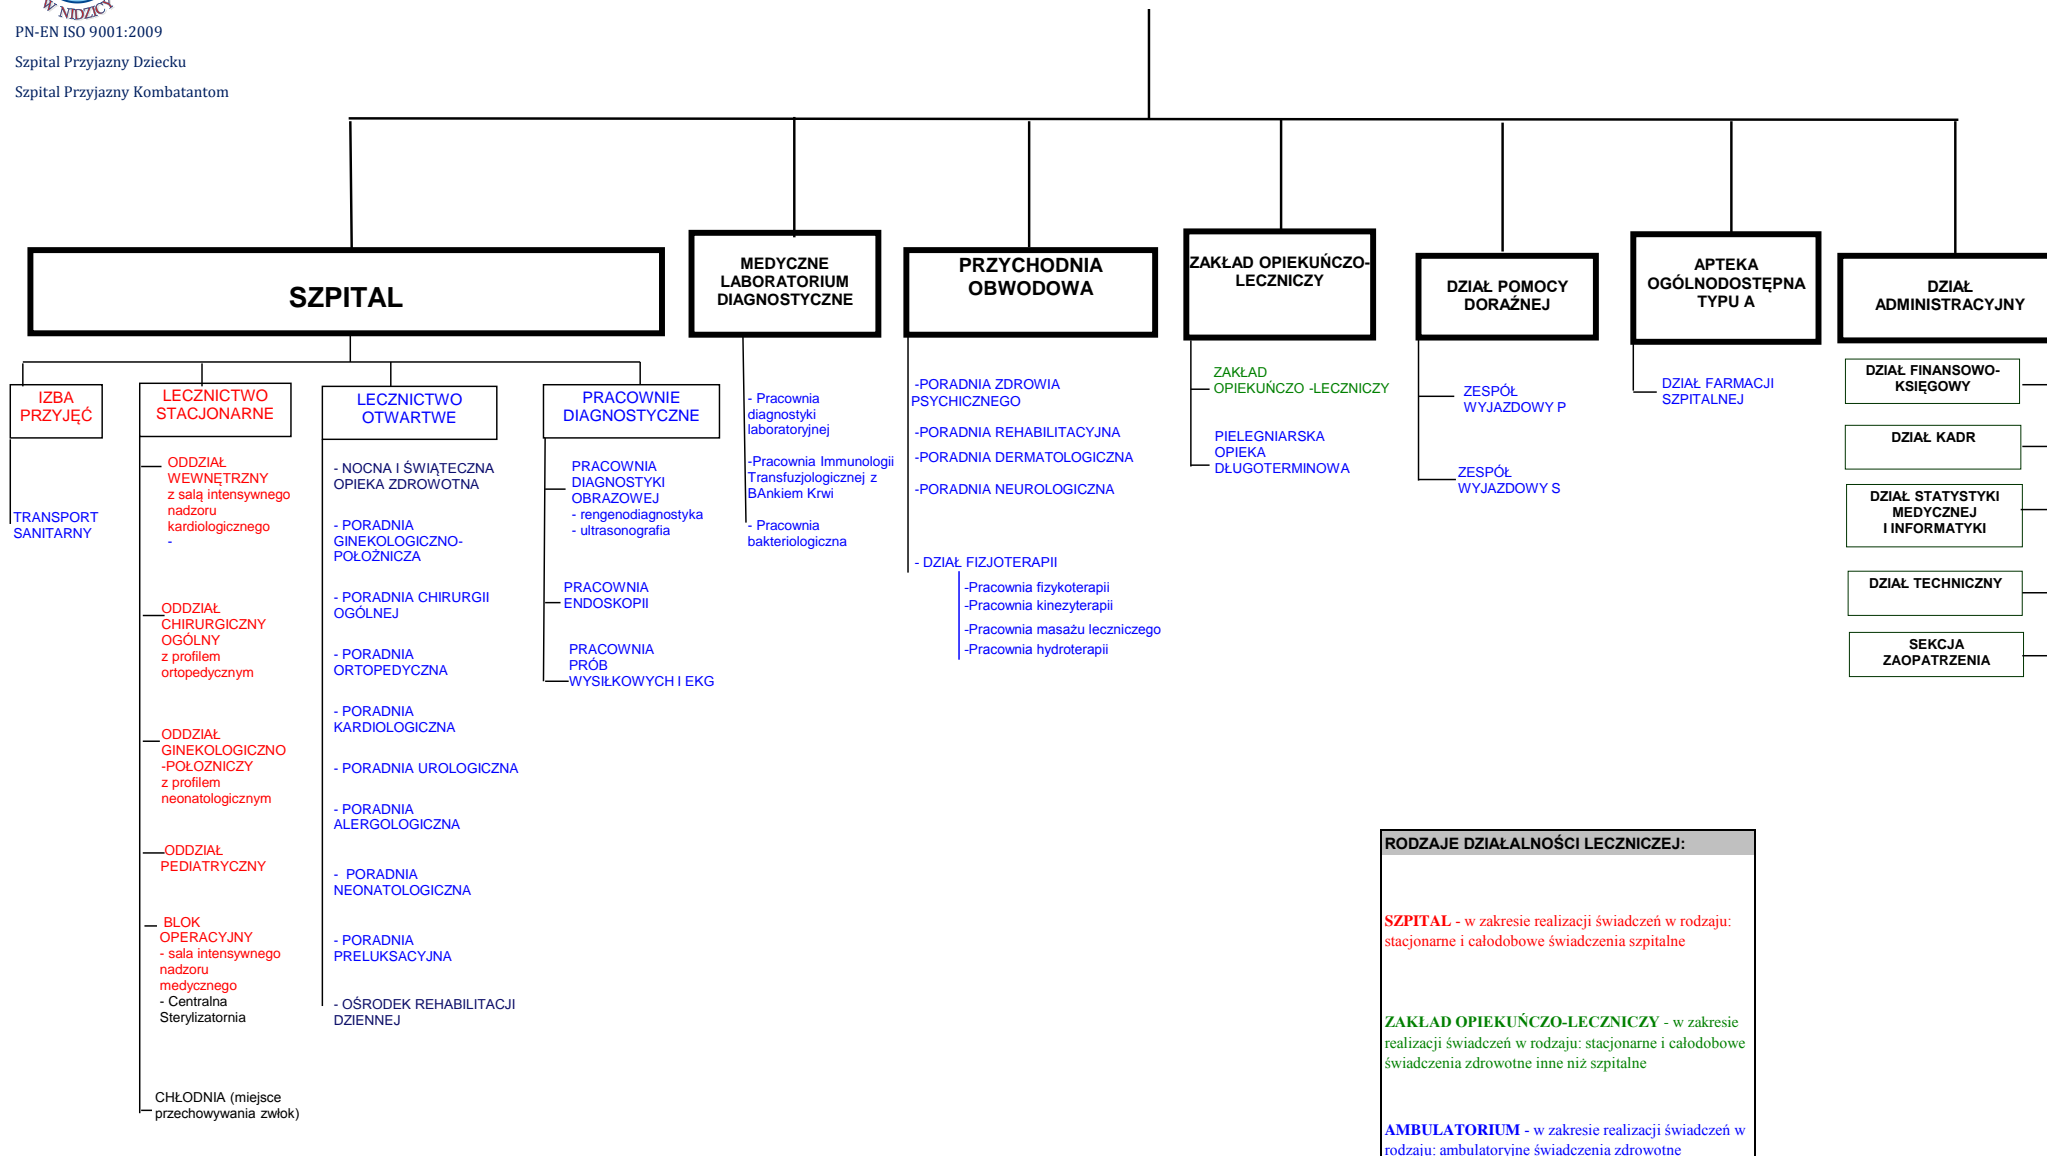 W NIDZICY
PN-EN ISO 9001:2009
Szpital Przyjazny Dziecku
Szpital Przyjazny Kombatantom
SZPITAL
MEDYCZNE
LABORATORIUM
DIAGNOSTYCZNE
PRZYCHODNIA
OBWODOWA
ZAKŁAD OPIEKUŃCZO-
LECZNICZY
DZIAŁ POMOCY
DORAŹNEJ
APTEKA
OGÓLNODOSTĘPNA
TYPU A
DZIAŁ
ADMINISTRACYJNY
IZBA
PRZYJĘĆ
TRANSPORT
SANITARNY
LECZNICTWO
STACJONARNE
ODDZIAŁ
WEWNĘTRZNY
z salą intensywnego
nadzoru
kardiologicznego
-
ODDZIAŁ
CHIRURGICZNY
OGÓLNY
z profilem
ortopedycznym
ODDZIAŁ
GINEKOLOGICZNO
-POŁOZNICZY
z profilem
neonatologicznym
ODDZIAŁ
PEDIATRYCZNY
BLOK
OPERACYJNY
- sala intensywnego
nadzoru
medycznego
- Centralna
Sterylizatornia
CHŁODNIA (miejsce
przechowywania zwłok)
LECZNICTWO
OTWARTWE
- NOCNA I ŚWIĄTECZNA
OPIEKA ZDROWOTNA
- PORADNIA
GINEKOLOGICZNO-
POŁOŻNICZA
- PORADNIA CHIRURGII
OGÓLNEJ
- PORADNIA
ORTOPEDYCZNA
- PORADNIA
KARDIOLOGICZNA
- PORADNIA UROLOGICZNA
- PORADNIA
ALERGOLOGICZNA
- PORADNIA
NEONATOLOGICZNA
- PORADNIA
PRELUKSACYJNA
- OŚRODEK REHABILITACJI
DZIENNEJ
PRACOWNIE
DIAGNOSTYCZNE
PRACOWNIA
DIAGNOSTYKI
OBRAZOWEJ
- rengenodiagnostyka
- ultrasonografia
PRACOWNIA
ENDOSKOPII
PRACOWNIA
PRÓB
WYSIŁKOWYCH I EKG
- Pracownia
diagnostyki
laboratoryjnej
-Pracownia Immunologii
Transfuzjologicznej z
BAnkiem Krwi
- Pracownia
bakteriologiczna
-PORADNIA ZDROWIA
PSYCHICZNEGO
-PORADNIA REHABILITACYJNA
-PORADNIA DERMATOLOGICZNA
-PORADNIA NEUROLOGICZNA
- DZIAŁ FIZJOTERAPII
-Pracownia fizykoterapii
-Pracownia kinezyterapii
-Pracownia masażu leczniczego
-Pracownia hydroterapii
ZAKŁAD
OPIEKUŃCZO -LECZNICZY
PIELEGNIARSKA
OPIEKA
DŁUGOTERMINOWA
ZESPÓŁ
WYJAZDOWY P
ZESPÓŁ
WYJAZDOWY S
DZIAŁ FARMACJI
SZPITALNEJ
DZIAŁ FINANSOWO-
KSIĘGOWY
DZIAŁ KADR
DZIAŁ STATYSTYKI
MEDYCZNEJ
I INFORMATYKI
DZIAŁ TECHNICZNY
SEKCJA
ZAOPATRZENIA
RODZAJE DZIAŁALNOŚCI LECZNICZEJ:
SZPITAL - w zakresie realizacji świadczeń w rodzaju:
stacjonarne i całodobowe świadczenia szpitalne
ZAKŁAD OPIEKUŃCZO-LECZNICZY - w zakresie
realizacji świadczeń w rodzaju: stacjonarne i całodobowe
świadczenia zdrowotne inne niż szpitalne
AMBULATORIUM - w zakresie realizacji świadczeń w
rodzaju: ambulatoryjne świadczenia zdrowotne